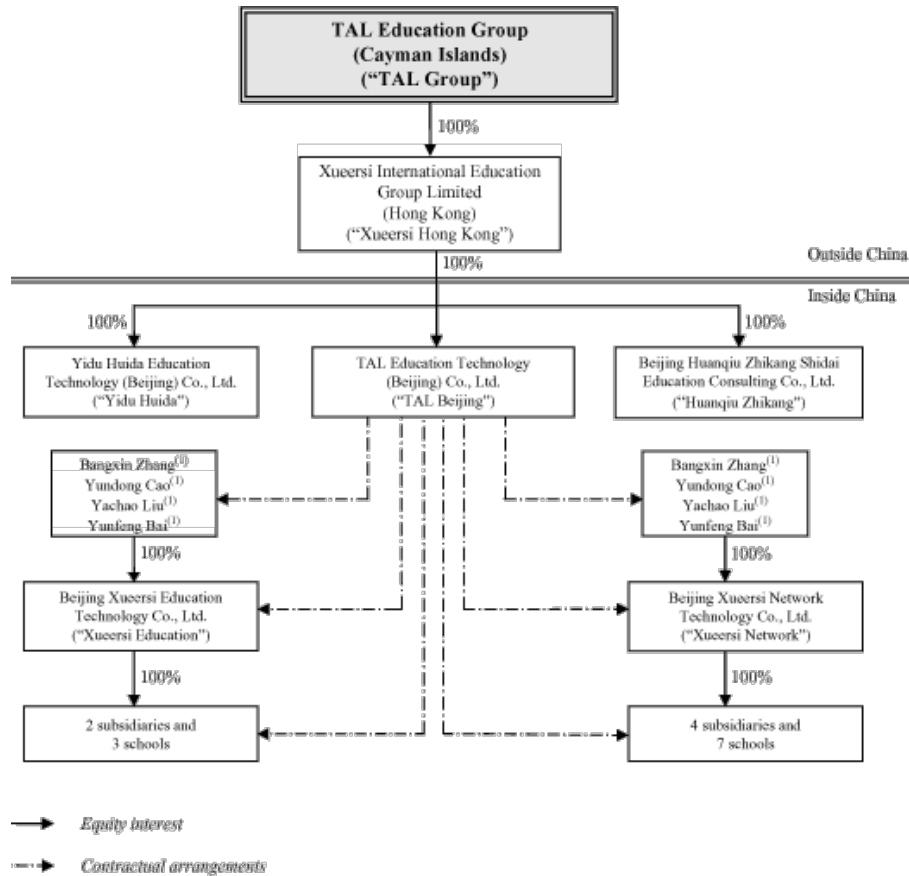 TAL Education Group
(Cayman Islands)
(“TAL Group”)
100%
Xueersi International Education
Group Limited
(Hong Kong)
(“Xueersi Hong Kong”)
100%
Outside China
Inside China
100%
100%
Yidu Huida Education
Technology (Beijing) Co., Ltd.
(“Yidu Huida”)
TAL Education Technology
(Beijing) Co., Ltd.
(“TAL Beijing”)
Beijing Huanqiu Zhikang Shidai
Education Consulting Co., Ltd.
(“Huanqiu Zhikang”)
Bangxin Zhang(1)
Yundong Cao(1)
Yachao Liu(1)
Yunfeng Bai(1)
Bangxin Zhang(1)
Yundong Cao(1)
Yachao Liu(1)
Yunfeng Bai(1)
100%
100%
Beijing Xueersi Education
Technology Co., Ltd.
(“Xueersi Education”)
Beijing Xueersi Network
Technology Co., Ltd.
(“Xueersi Network”)
100%
100%
2 subsidiaries and
3 schools
4 subsidiaries and
7 schools
Equity interest
Contractual arrangements